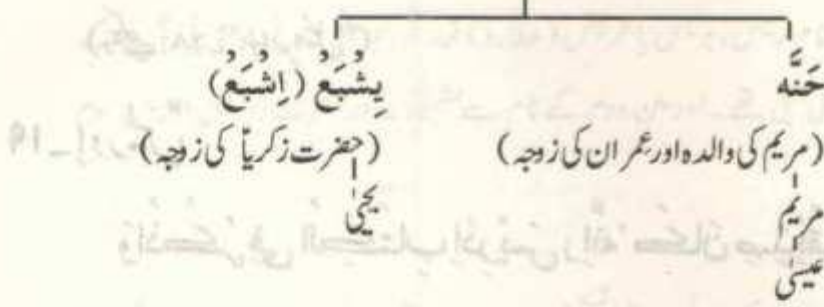 حَنَّه
یِشْبَعْ (اِشْبَعْ)
(مریم کی والدہ اور عمران کی زوجہ)
(حضرت زکریاؑ کی زوجہ)
مریم
یحییٰ
عیسیٰ